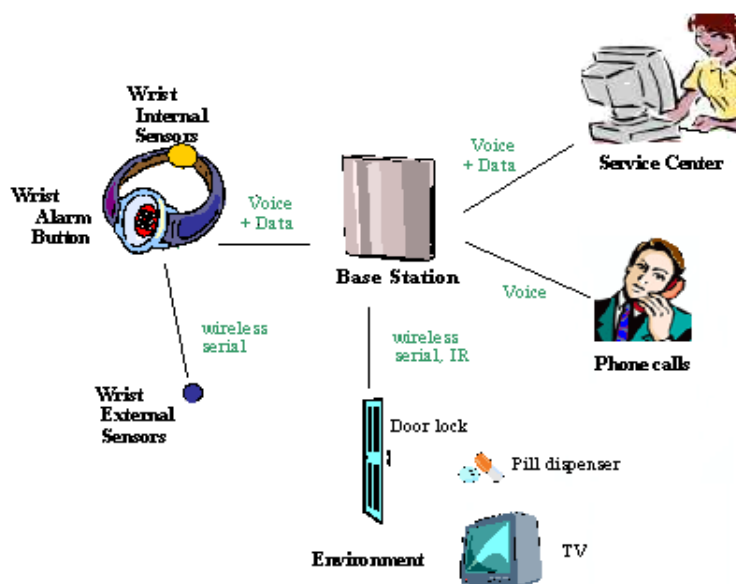 Wrist
Internal
Sensors
Wrist
Alarm
Button
Voice
+ Data
Base Station
Voice
+ Data
Service Center
Voice
Phone calls
wireless
serial
Wrist
External
Sensors
wireless
serial, IR
Door lock
Pill dispenser
Environment
TV